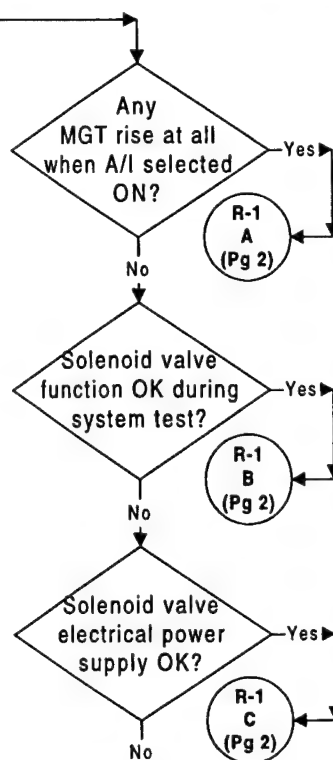 Any
MGT rise at all
when A/I selected
ON?
Yes
R-1
A
(Pg 2)
No
Solenoid valve
function OK during
system test?
Yes
R-1
B
(Pg 2)
No
Solenoid valve
electrical power
supply OK?
Yes
R-1
C
(Pg 2)
No